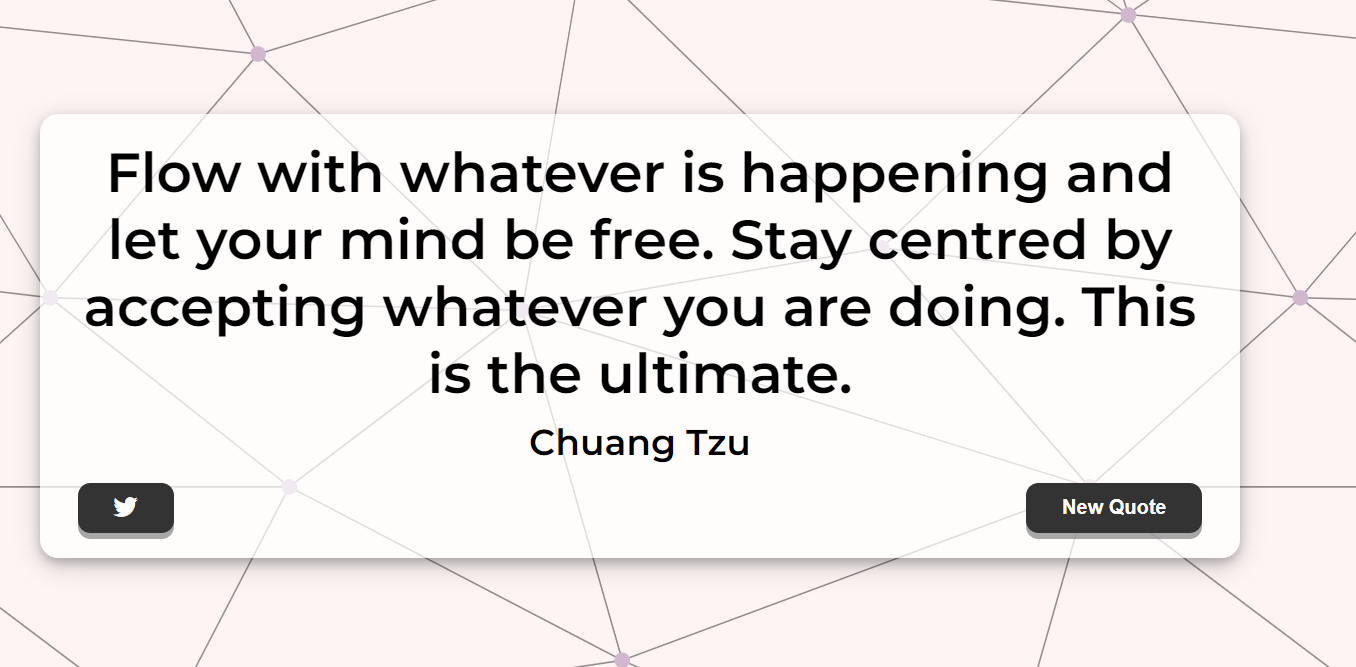 Flow with whatever is happening and
let your mind be free. Stay centred by
accepting whatever you are doing. This
is the ultimate.
Chuang Tzu
New Quote